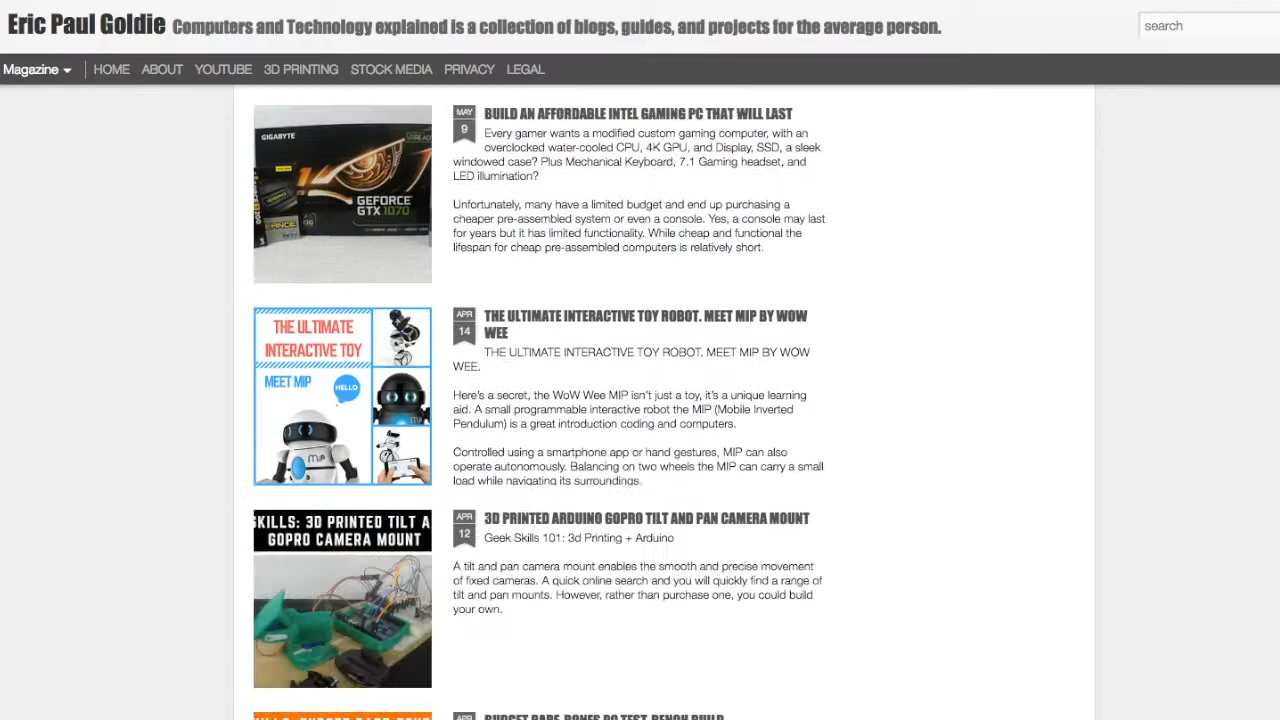 Eric Paul Goldie Computers and Technology explained is a collection of blogs, guides, and projects for the average person.
search
Magazine HOME ABOUT YOUTUBE 3D PRINTING STOCK MEDIA PRIVACY LEGAL
GIGABYTE
GEFORCE
GTX 1070
MAY
9
BUILD AN AFFORDABLE INTEL GAMING PC THAT WILL LAST
Every gamer wants a modified custom gaming computer, with an
overclocked water-cooled CPU, 4K GPU, and Display, SSD, a sleek
windowed case? Plus Mechanical Keyboard, 7.1 Gaming headset, and
LED illumination?
Unfortunately, many have a limited budget and end up purchasing a
cheaper pre-assembled system or even a console. Yes, a console may last
for years but it has limited functionality. While cheap and functional the
lifespan for cheap pre-assembled computers is relatively short.
THE ULTIMATE
INTERACTIVE TOY
MEET MIP
HELLO
MiP
APR
14
THE ULTIMATE INTERACTIVE TOY ROBOT. MEET MIP BY WOW
WEE
THE ULTIMATE INTERACTIVE TOY ROBOT. MEET MIP BY WOW
WEE.
Here's a secret, the WoW Wee MIP isn't just a toy, it's a unique learning
aid. A small programmable interactive robot the MIP (Mobile Inverted
Pendulum) is a great introduction coding and computers.
Controlled using a smartphone app or hand gestures, MIP can also
operate autonomously. Balancing on two wheels the MIP can carry a small
load while navigating its surroundings.
SKILLS: 3D PRINTED TILT A
GOPRO CAMERA MOUNT
APR
12
3D PRINTED ARDUINO GOPRO TILT AND PAN CAMERA MOUNT
Geek Skills 101: 3d Printing + Arduino
A tilt and pan camera mount enables the smooth and precise movement
of fixed cameras. A quick online search and you will quickly find a range of
tilt and pan mounts. However, rather than purchase one, you could build
your own.
APR
BUDGET BARE-BONES PC TEST-BENCH BUILD